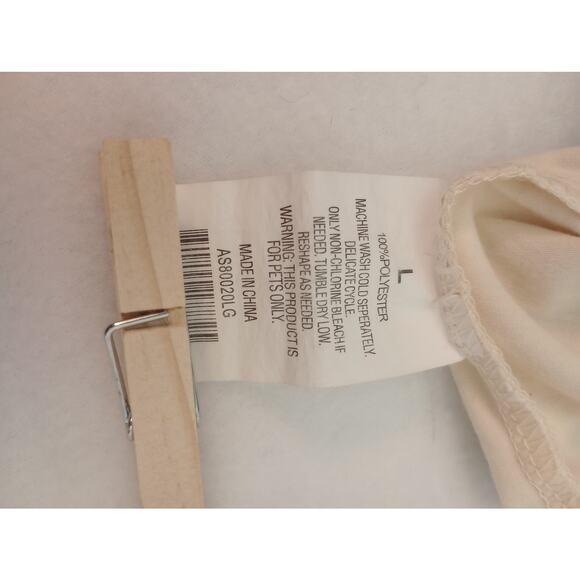 L
100%POLYESTER
MACHINE WASH COLD SEPERATELY.
DELICATE CYCLE.
ONLY NON-CHLORINE BLEACH IF
NEEDED. TUMBLE DRY LOW.
RESHAPE AS NEEDED.
WARNING: THIS PRODUCT IS
FOR PETS ONLY.
MADE IN CHINA
AS80020LG